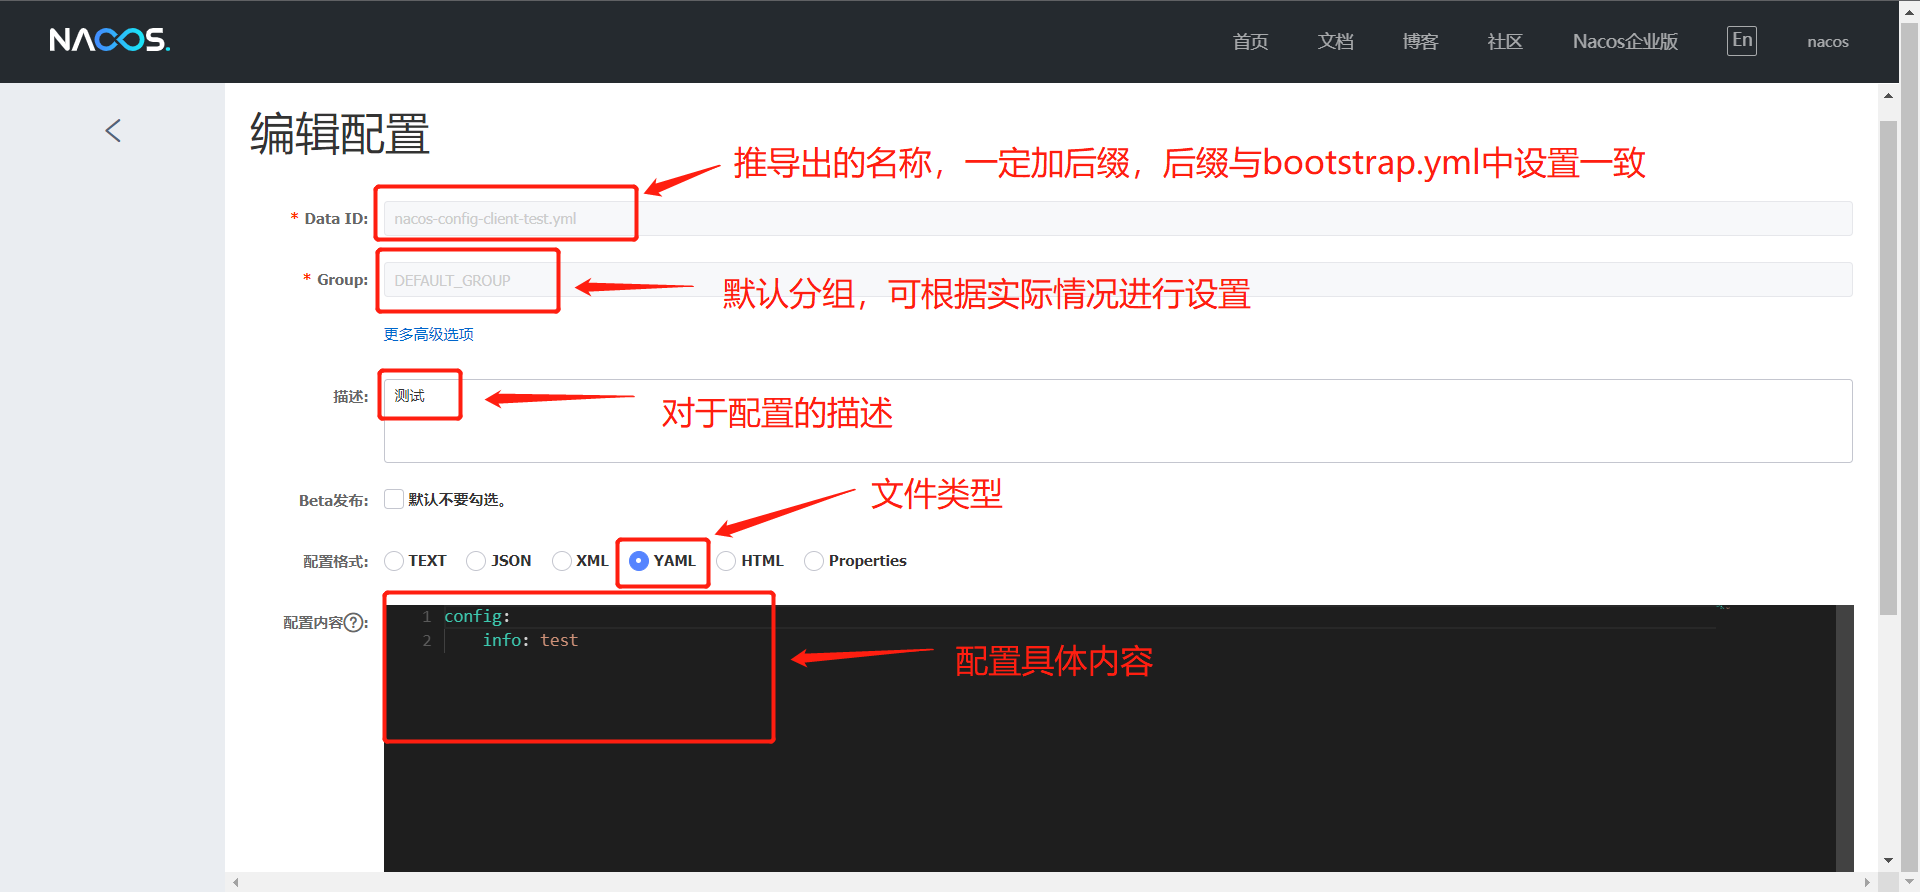 NACOS.
首页 文档 博客 社区 Nacos企业版 En nacos
编辑配置
推导出的名称，一定加后缀，后缀与bootstrap.yml中设置一致
* Data ID: nacos-config-client-test.yml
* Group: DEFAULT_GROUP
默认分组，可根据实际情况进行设置
更多高级选项
描述: 测试
对于配置的描述
文件类型
Beta发布: 默认不要勾选。
配置格式: TEXT JSON XML YAML HTML Properties
配置内容?: 1 config:
2 info: test
配置具体内容